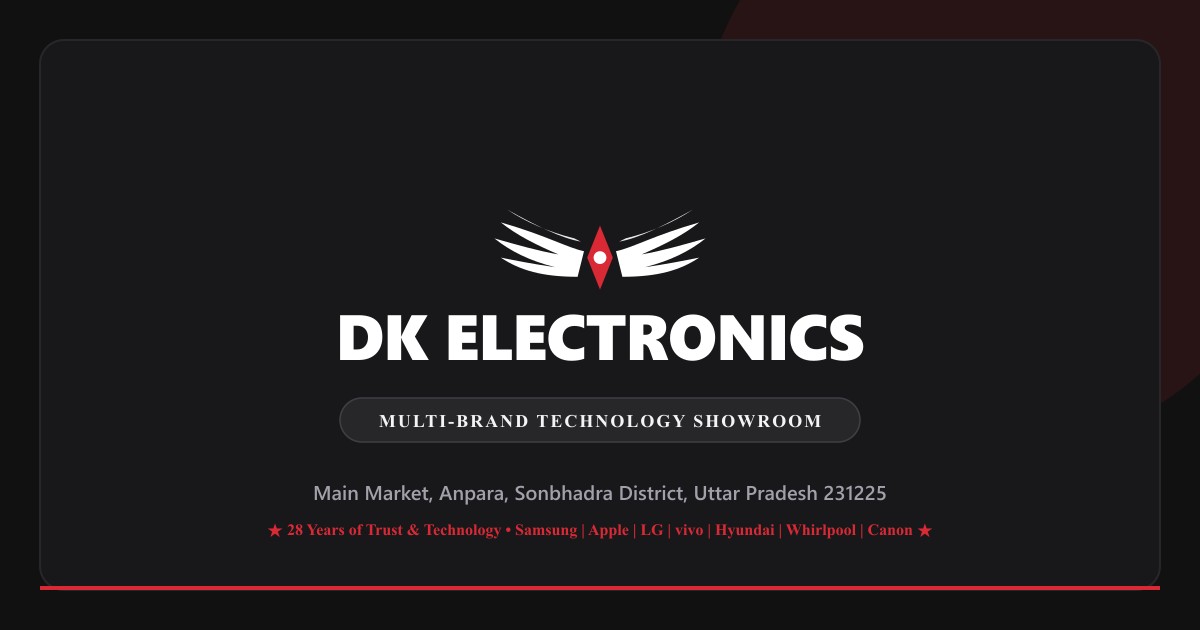 DK ELECTRONICS
MULTI-BRAND TECHNOLOGY SHOWROOM
Main Market, Anpara, Sonbhadra District, Uttar Pradesh 231225
★ 28 Years of Trust & Technology • Samsung | Apple | LG | vivo | Hyundai | Whirlpool | Canon ★